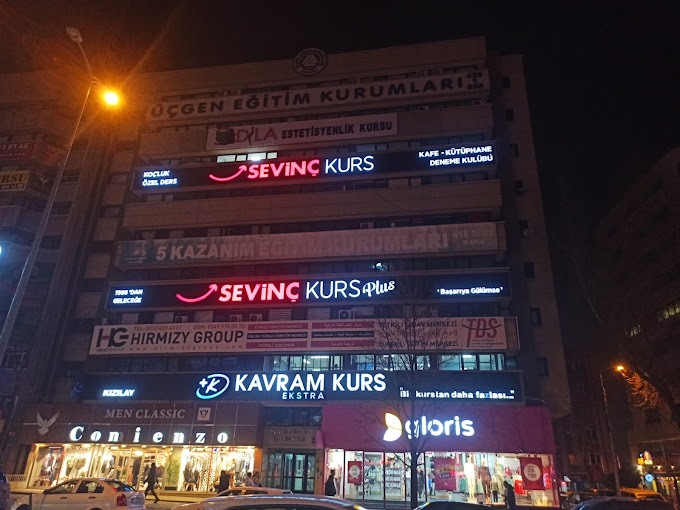 ÜÇGEN EĞİTİM KURUMLARI
DİLA ESTETİSYENLİK KURSU
KOÇLUK
ÖZEL DERS
SEVİNÇ KURS
KAFE - KÜTÜPHANE
DENEME KULÜBÜ
5 KAZANIM EĞİTİM KURUMLARI
1986'DAN
GELECEĞE
SEVİNÇ KURS Plus
"Başarıya Gülümse"
HG HIRMIZY GROUP
TDS
KIZILAY
+K KAVRAM KURS
EKSTRA
kurstan daha fazlası...
MEN CLASSIC
Conienzo
gloris